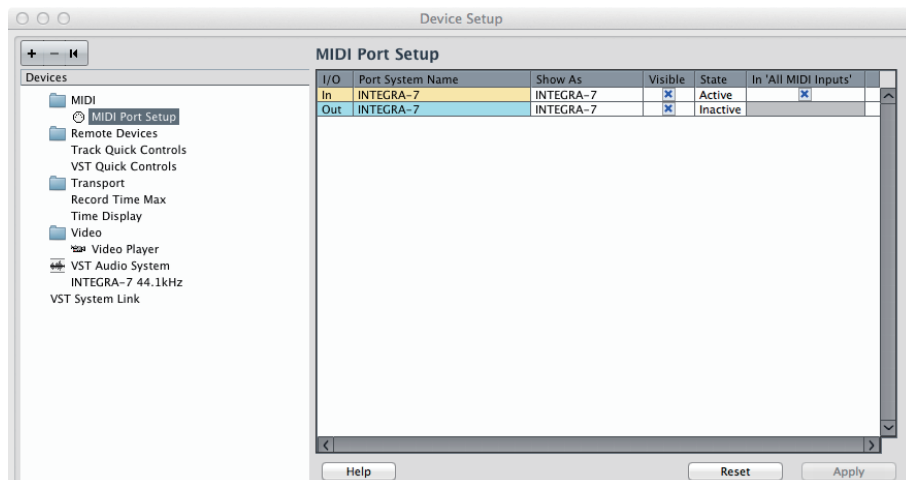 Device Setup
+ −
Devices
MIDI
MIDI Port Setup
Remote Devices
Track Quick Controls
VST Quick Controls
Transport
Record Time Max
Time Display
Video
Video Player
VST Audio System
INTEGRA-7 44.1kHz
VST System Link
MIDI Port Setup
I/O Port System Name Show As Visible State In 'All MIDI Inputs'
In INTEGRA-7 INTEGRA-7 Active
Out INTEGRA-7 INTEGRA-7 Inactive
Help Reset Apply